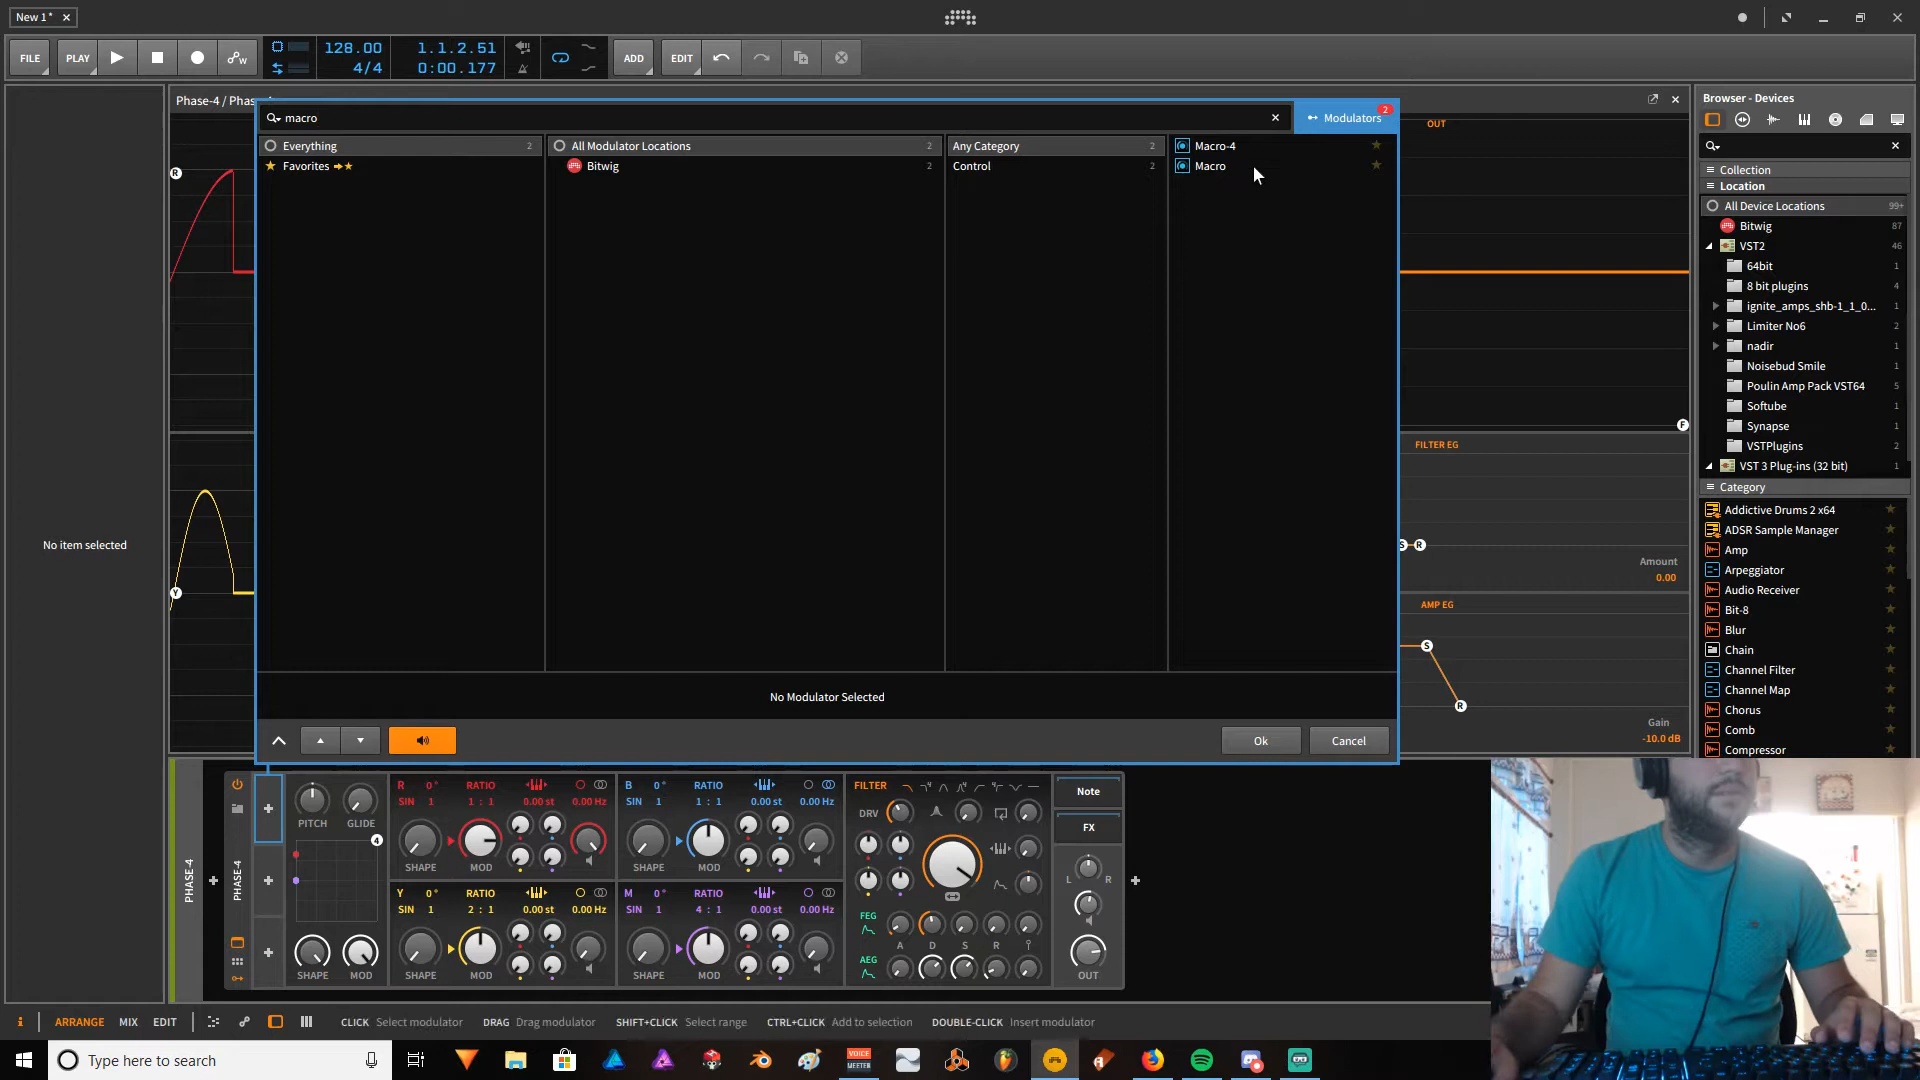 New 1* ×
FILE PLAY 128.00 4/4 1.1.2.51 0:00.177 ADD EDIT
Phase-4 / Phas
macro
Modulators 2
Everything 2
Favorites
All Modulator Locations 2
Bitwig 2
Any Category 2
Control 2
Macro-4
Macro
No Modulator Selected
Ok Cancel
No item selected
R
Y
OUT
F
FILTER EG
S R
Amount
0.00
AMP EG
S
R
Gain
-10.0 dB
Browser - Devices
Collection
Location
All Device Locations 99+
Bitwig 87
VST2 46
64bit 1
8 bit plugins 4
ignite_amps_shb-1_1_0... 1
Limiter No6 2
nadir 1
Noisebud Smile 1
Poulin Amp Pack VST64 5
Softube 1
Synapse 1
VSTPlugins 2
VST 3 Plug-ins (32 bit) 1
Category
Addictive Drums 2 x64
ADSR Sample Manager
Amp
Arpeggiator
Audio Receiver
Bit-8
Blur
Chain
Channel Filter
Channel Map
Chorus
Comb
Compressor
PHASE-4
PHASE-4
PITCH GLIDE
4
SHAPE MOD
R 0° RATIO
SIN 1 1 : 1 0.00 st 0.00 Hz
SHAPE MOD
B 0° RATIO
SIN 1 1 : 1 0.00 st 0.00 Hz
SHAPE MOD
Y 0° RATIO
SIN 1 2 : 1 0.00 st 0.00 Hz
SHAPE MOD
M 0° RATIO
SIN 1 4 : 1 0.00 st 0.00 Hz
SHAPE MOD
FILTER
DRV
FEG
A D S R
AEG
Note
FX
L R
OUT
i ARRANGE MIX EDIT CLICK Select modulator DRAG Drag modulator SHIFT+CLICK Select range CTRL+CLICK Add to selection DOUBLE-CLICK Insert modulator
Type here to search
VOICE MEETER